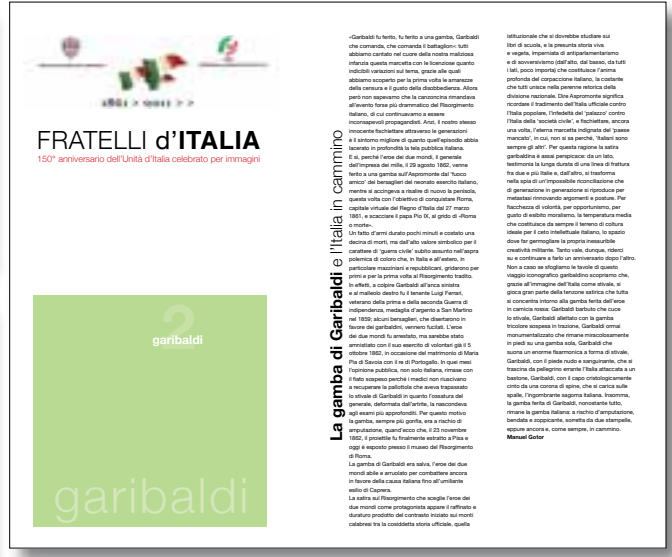 1861 > 2011 > >
FRATELLI d'ITALIA
150° anniversario dell'Unità d'Italia celebrato per immagini
2
garibaldi
garibaldi
La gamba di Garibaldi e l'Italia in cammino
«Garibaldi fu ferito, fu ferito a una gamba, Garibaldi
che comanda, che comanda il battaglion»: tutti
abbiamo cantato nel cuore della nostra maliziosa
infanzia questa marcetta con le licenziose quanto
indicibili variazioni sul tema, grazie alle quali
abbiamo scoperto per la prima volta le amarezze
della censura e il gusto della disobbedienza. Allora
però non sapevamo che la canzoncina rimandava
all'evento forse più drammatico del Risorgimento
italiano, di cui continuavamo a essere
inconsapevoli propagandisti. Anzi, il nostro stesso
innocente fischiettare attraverso le generazioni
è il sintomo migliore di quanto quell'episodio abbia
lacerato in profondità la tela pubblica italiana.
E sì, perché l'eroe dei due mondi, il generale
dell'impresa dei mille, il 29 agosto 1862, venne
ferito a una gamba sull'Aspromonte dal 'fuoco
amico' dei bersaglieri del neonato esercito italiano,
mentre si accingeva a risalire di nuovo la penisola,
questa volta con l'obiettivo di conquistare Roma,
capitale virtuale del Regno d'Italia dal 27 marzo
1861, e scacciare il papa Pio IX, al grido di «Roma
o morte».
Un fatto d'armi durato pochi minuti e costato una
decina di morti, ma dall'alto valore simbolico per il
carattere di 'guerra civile' subito assunto nell'aspra
polemica di coloro che, in Italia e all'estero, in
particolare mazziniani e repubblicani, gridarono per
primi e per la prima volta al Risorgimento tradito.
In effetti, a colpire Garibaldi all'anca sinistra
e al malleolo destro fu il tenente Luigi Ferrari,
veterano della prima e della seconda Guerra di
indipendenza, medaglia d'argento a San Martino
nel 1859; alcuni bersaglieri, che disertarono in
favore dei garibaldini, vennero fucilati. L'eroe
dei due mondi fu arrestato, ma sarebbe stato
amnistiato con il suo esercito di volontari già il 5
ottobre 1862, in occasione del matrimonio di Maria
Pia di Savoia con il re di Portogallo. In quei mesi
l'opinione pubblica, non solo italiana, rimase con
il fiato sospeso perché i medici non riuscivano
a recuperare la pallottola che aveva trapassato
lo stivale di Garibaldi in quanto l'ossatura del
generale, deformata dall'artrite, la nascondeva
agli esami più approfonditi. Per questo motivo
la gamba, sempre più gonfia, era a rischio di
amputazione, quand'ecco che, il 23 novembre
1862, il proiettile fu finalmente estratto a Pisa e
oggi è esposto presso il museo del Risorgimento
di Roma.
La gamba di Garibaldi era salva, l'eroe dei due
mondi abile e arruolato per combattere ancora
in favore della causa italiana fino all'umiliante
esilio di Caprera.
La satira sul Risorgimento che sceglie l'eroe dei
due mondi come protagonista appare il raffinato e
duraturo prodotto del contrasto iniziato sui monti
calabresi tra la cosiddetta storia ufficiale, quella
istituzionale che si dovrebbe studiare sui
libri di scuola, e la presunta storia viva
e vegeta, imperniata di antiparlamentarismo
e di sovversivismo (dall'alto, dal basso, da tutti
i lati, poco importa) che costituisce l'anima
profonda del corpaccione italiano, la costante
che tutti unisce nella perenne retorica della
divisione nazionale. Dire Aspromonte significa
ricordare il tradimento dell'Italia ufficiale contro
l'Italia popolare, l'infedeltà del 'palazzo' contro
l'Italia della 'società civile', e fischiettare, ancora
una volta, l'eterna marcetta indignata del 'paese
mancato', in cui, non si sa perché, 'italiani sono
sempre gli altri'. Per questa ragione la satira
garibaldina è assai perspicace: da un lato,
testimonia la lunga durata di una linea di frattura
fra due e più Italie e, dall'altro, si trasforma
nella spia di un'impossibile riconciliazione che
di generazione in generazione si riproduce per
metastasi rinnovando argomenti e posture. Per
fiacchezza di volontà, per opportunismo, per
gusto di esibito moralismo, la temperatura media
che costituisce da sempre il terreno di coltura
ideale per il ceto intellettuale italiano, lo spazio
dove far germogliare la propria inesauribile
creatività militante. Tanto vale, dunque, riderci
su e continuare a farlo un anniversario dopo l'altro.
Non a caso se sfogliamo le tavole di questo
viaggio iconografico garibaldino scopriamo che,
grazie all'immagine dell'Italia come stivale, si
gioca gran parte della tenzone satirica che tutta
si concentra intorno alla gamba ferita dell'eroe
in camicia rossa: Garibaldi barbuto che cuce
lo stivale, Garibaldi allettato con la gamba
tricolore sospesa in trazione, Garibaldi ormai
monumentalizzato che rimane miracolosamente
in piedi su una gamba sola, Garibaldi che
suona un enorme fisarmonica a forma di stivale,
Garibaldi, con il piede nudo e sanguinante, che si
trascina da pellegrino errante l'Italia attaccata a un
bastone, Garibaldi, con il capo cristologicamente
cinto da una corona di spine, che si carica sulle
spalle, l'ingombrante sagoma italiana. Insomma,
la gamba ferita di Garibaldi, nonostante tutto,
rimane la gamba italiana: a rischio d'amputazione,
bendata e zoppicante, sorretta da due stampelle,
eppure ancora e, come sempre, in cammino.
Manuel Gotor